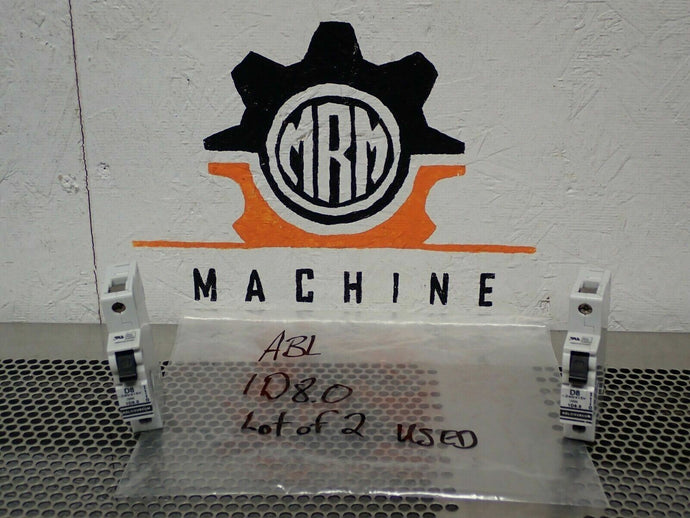 MRM
MACHINE
ABL
1D8.0
Lot of 2 USED
D8
D8